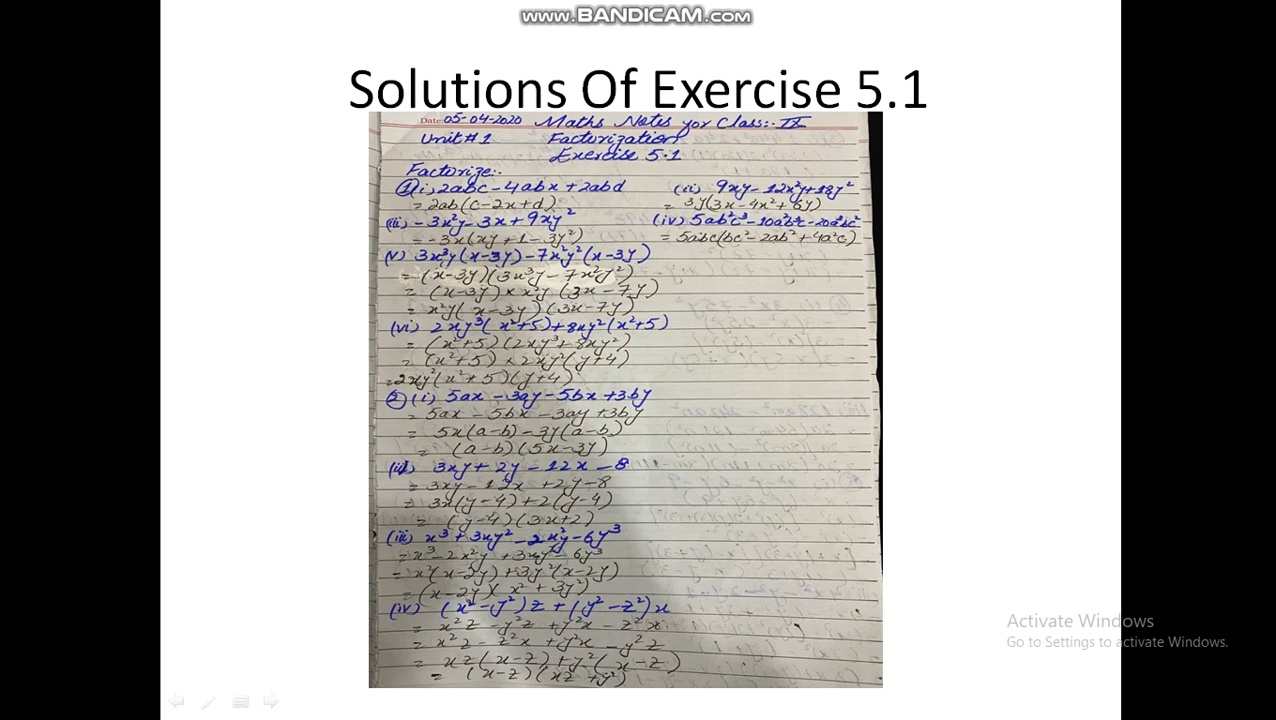 www.BANDICAM.com
Solutions Of Exercise 5.1
Date: 05-04-2020 Maths Notes for Class:- IX
Unit # 1 Factorization
Exercise 5.1
Factorize:-
① (i) 2abc - 4abx + 2abd
= 2ab(c - 2x + d)
(ii) 9xy - 12x²y + 18y²
= 3y(3x - 4x² + 6y)
(iii) - 3x²y - 3x + 9xy²
= -3x(xy + 1 - 3y²)
(iv) 5ab²c³ - 10a²b³c - 20a³bc²
= 5abc(bc² - 2ab² + 4a²c)
(v) 3x³y(x-3y) - 7x²y²(x-3y)
= (x-3y)(3x³y - 7x²y²)
= (x-3y) × x²y (3x - 7y)
= x²y(x-3y)(3x-7y)
(vi) 2xy³(x²+5) + 8xy²(x²+5)
= (x²+5)(2xy³ + 8xy²)
= (x²+5) × 2xy²(y+4)
= 2xy²(x²+5)(y+4)
② (i) 5ax - 3ay - 5bx + 3by
= 5ax - 5bx - 3ay + 3by
= 5x(a-b) - 3y(a-b)
= (a-b)(5x-3y)
(ii) 3xy + 2y - 12x - 8
= 3xy - 12x + 2y - 8
= 3x(y-4) + 2(y-4)
= (y-4)(3x+2)
(iii) x³ + 3xy² - 2x²y - 6y³
= x³ - 2x²y + 3xy² - 6y³
= x²(x-2y) + 3y²(x-2y)
= (x-2y)(x² + 3y²)
(iv) (x² - y²)z + (y² - z²)x
= x²z - y²z + y²x - z²x
= x²z - z²x + y²x - y²z
= xz(x-z) + y²(x-z)
= (x-z)(xz + y²)
Activate Windows
Go to Settings to activate Windows.